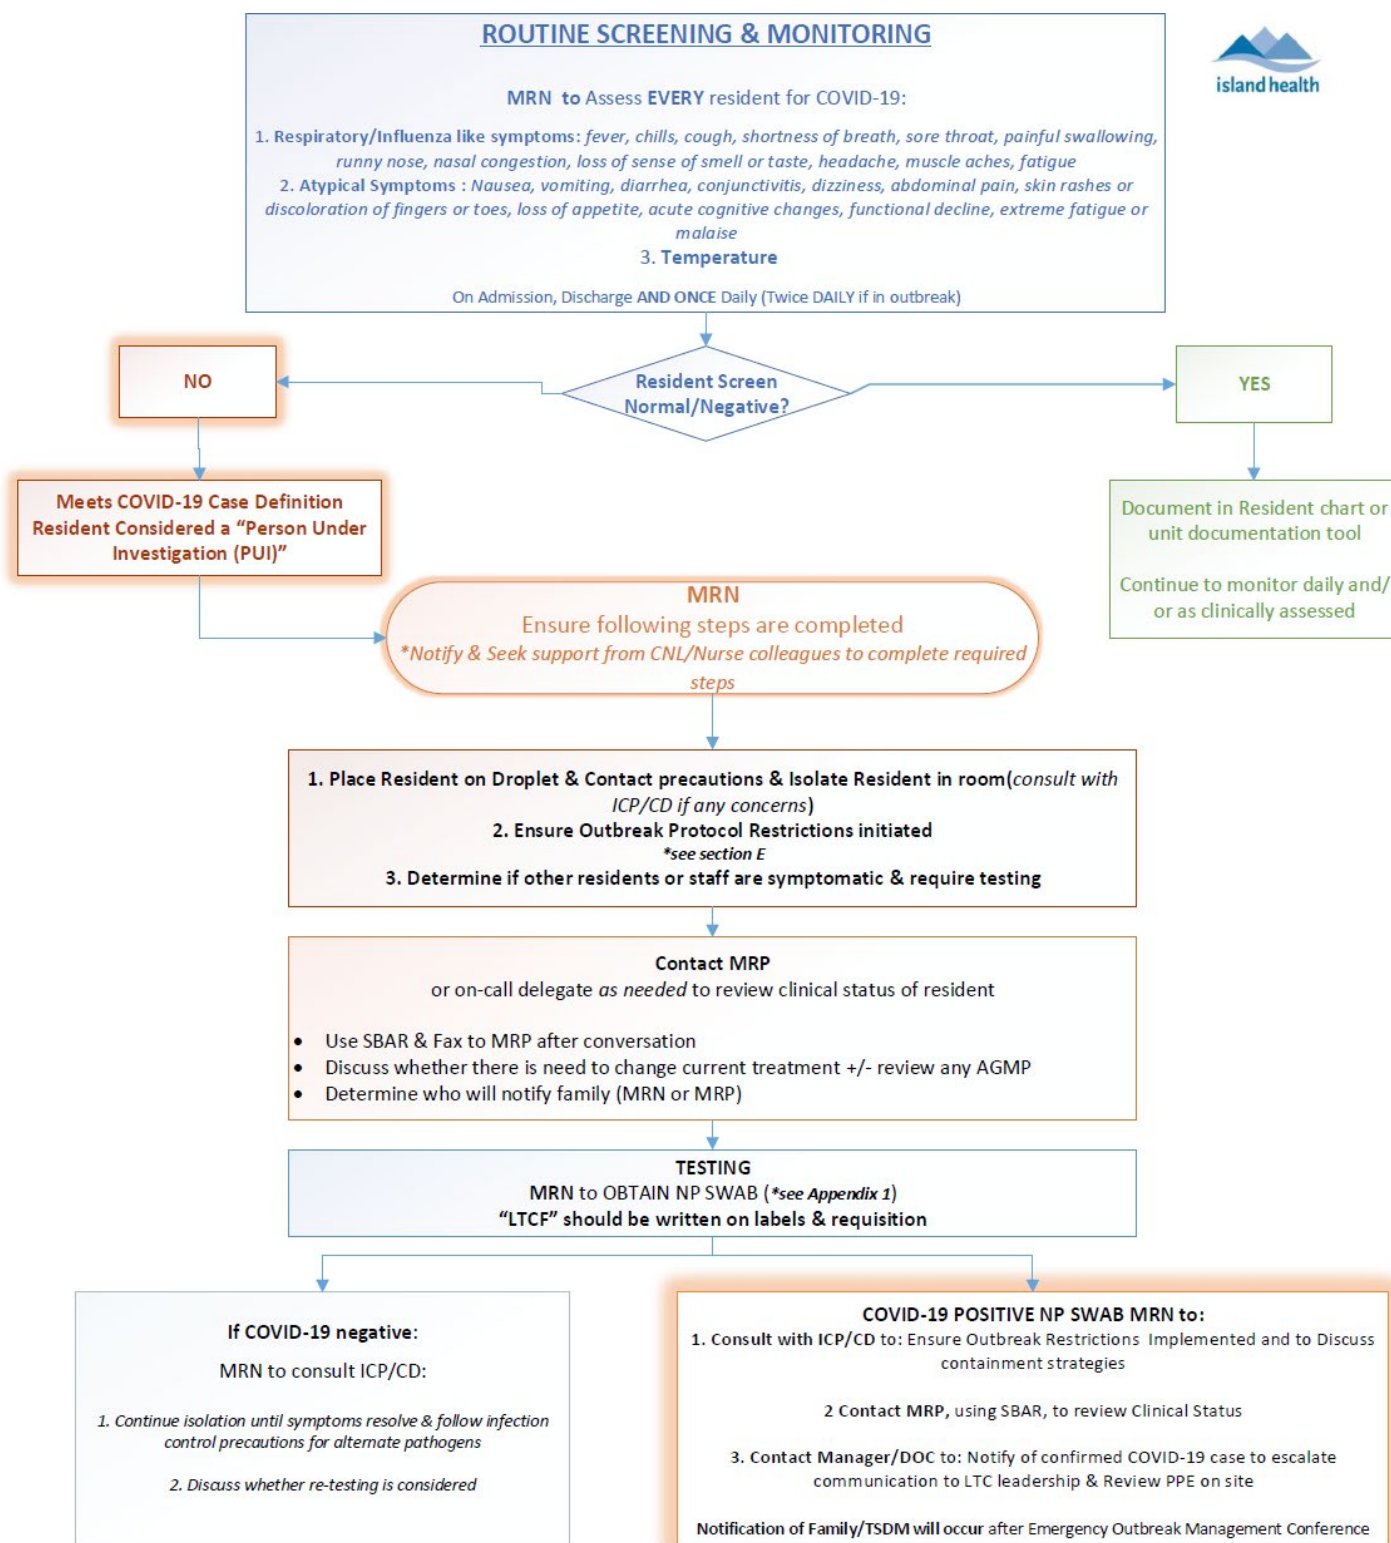 ROUTINE SCREENING & MONITORING
island health
MRN to Assess EVERY resident for COVID-19:
1. Respiratory/Influenza like symptoms: fever, chills, cough, shortness of breath, sore throat, painful swallowing,
runny nose, nasal congestion, loss of sense of smell or taste, headache, muscle aches, fatigue
2. Atypical Symptoms : Nausea, vomiting, diarrhea, conjunctivitis, dizziness, abdominal pain, skin rashes or
discoloration of fingers or toes, loss of appetite, acute cognitive changes, functional decline, extreme fatigue or
malaise
3. Temperature
On Admission, Discharge AND ONCE Daily (Twice DAILY if in outbreak)
NO
Resident Screen
Normal/Negative?
YES
Meets COVID-19 Case Definition
Resident Considered a “Person Under
Investigation (PUI)”
Document in Resident chart or
unit documentation tool
Continue to monitor daily and/
or as clinically assessed
MRN
Ensure following steps are completed
*Notify & Seek support from CNL/Nurse colleagues to complete required
steps
1. Place Resident on Droplet & Contact precautions & Isolate Resident in room(consult with
ICP/CD if any concerns)
2. Ensure Outbreak Protocol Restrictions initiated
*see section E
3. Determine if other residents or staff are symptomatic & require testing
Contact MRP
or on-call delegate as needed to review clinical status of resident
• Use SBAR & Fax to MRP after conversation
• Discuss whether there is need to change current treatment +/- review any AGMP
• Determine who will notify family (MRN or MRP)
TESTING
MRN to OBTAIN NP SWAB (*see Appendix 1)
“LTCF” should be written on labels & requisition
If COVID-19 negative:
MRN to consult ICP/CD:
1. Continue isolation until symptoms resolve & follow infection
control precautions for alternate pathogens
2. Discuss whether re-testing is considered
COVID-19 POSITIVE NP SWAB MRN to:
1. Consult with ICP/CD to: Ensure Outbreak Restrictions Implemented and to Discuss
containment strategies
2 Contact MRP, using SBAR, to review Clinical Status
3. Contact Manager/DOC to: Notify of confirmed COVID-19 case to escalate
communication to LTC leadership & Review PPE on site
Notification of Family/TSDM will occur after Emergency Outbreak Management Conference